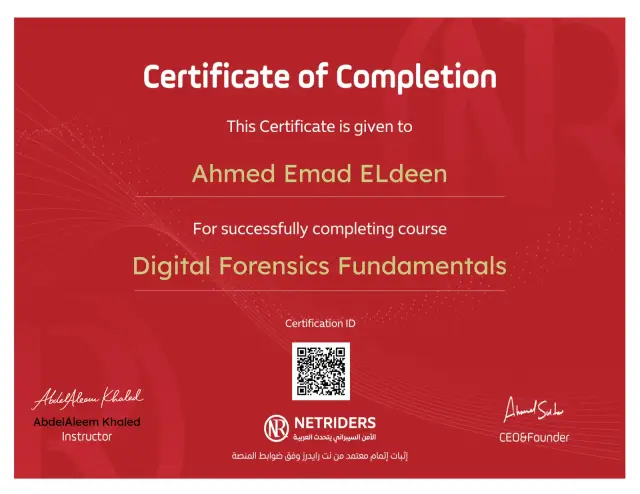 Certificate of Completion
This Certificate is given to
Ahmed Emad ELdeen
For successfully completing course
Digital Forensics Fundamentals
Certification ID
AbdelAleem Khaled
AbdelAleem Khaled
Instructor
NR NETRIDERS
الأمن السيبراني يتحدث العربية
إثبات إتمام معتمد من نت رايدرز وفق ضوابط المنصة
CEO&Founder